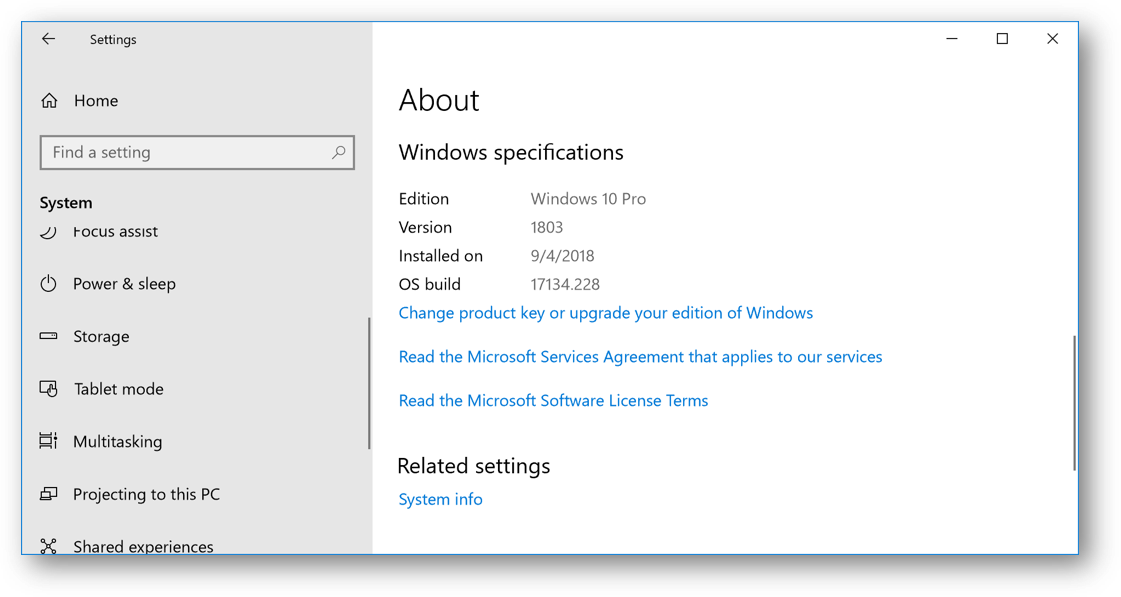 Settings
Home
Find a setting
System
Focus assist
Power & sleep
Storage
Tablet mode
Multitasking
Projecting to this PC
Shared experiences
About
Windows specifications
Edition Windows 10 Pro
Version 1803
Installed on 9/4/2018
OS build 17134.228
Change product key or upgrade your edition of Windows
Read the Microsoft Services Agreement that applies to our services
Read the Microsoft Software License Terms
Related settings
System info